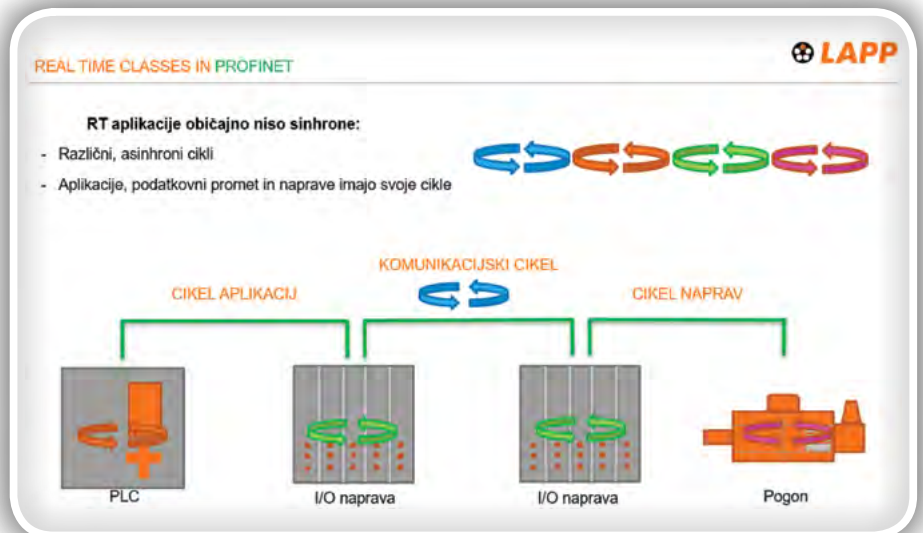 LAPP
REAL TIME CLASSES IN PROFINET
RT aplikacije običajno niso sinhrone:
- Različni, asinhroni cikli
- Aplikacije, podatkovni promet in naprave imajo svoje cikle
KOMUNIKACIJSKI CIKEL
CIKEL APLIKACIJ
CIKEL NAPRAV
PLC
I/O naprava
I/O naprava
Pogon